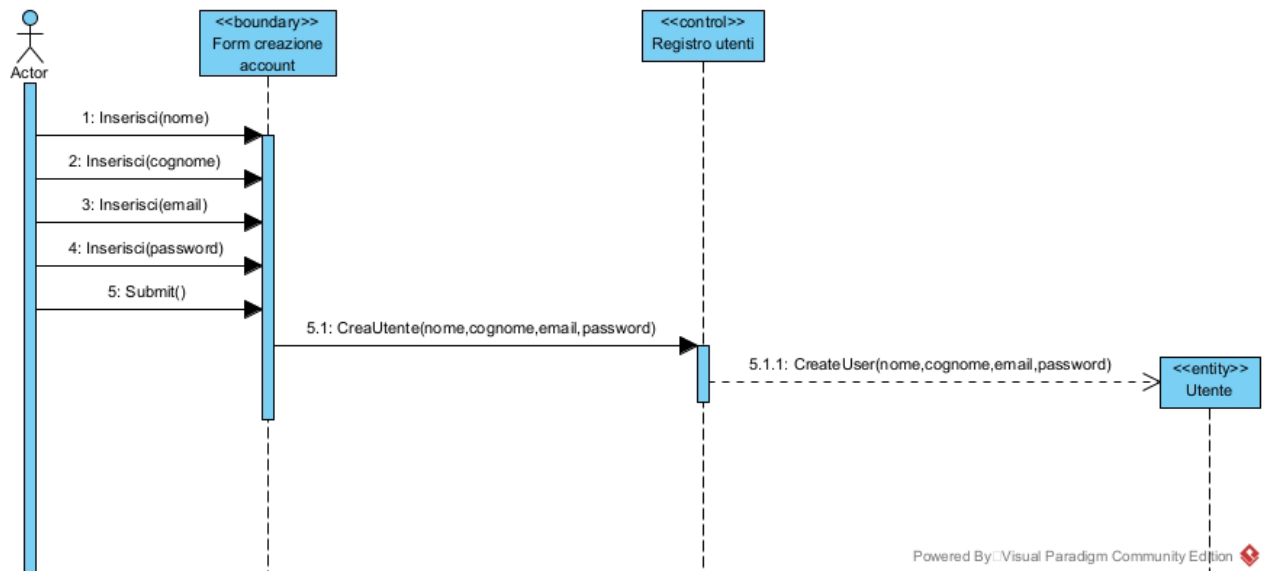 <<boundary>>
Form creazione
account
<<control>>
Registro utenti
Actor
1: Inserisci(nome)
2: Inserisci(cognome)
3: Inserisci(email)
4: Inserisci(password)
5: Submit()
5.1: CreaUtente(nome,cognome,email,password)
5.1.1: CreateUser(nome,cognome,email,password)
<<entity>>
Utente
Powered By Visual Paradigm Community Edition